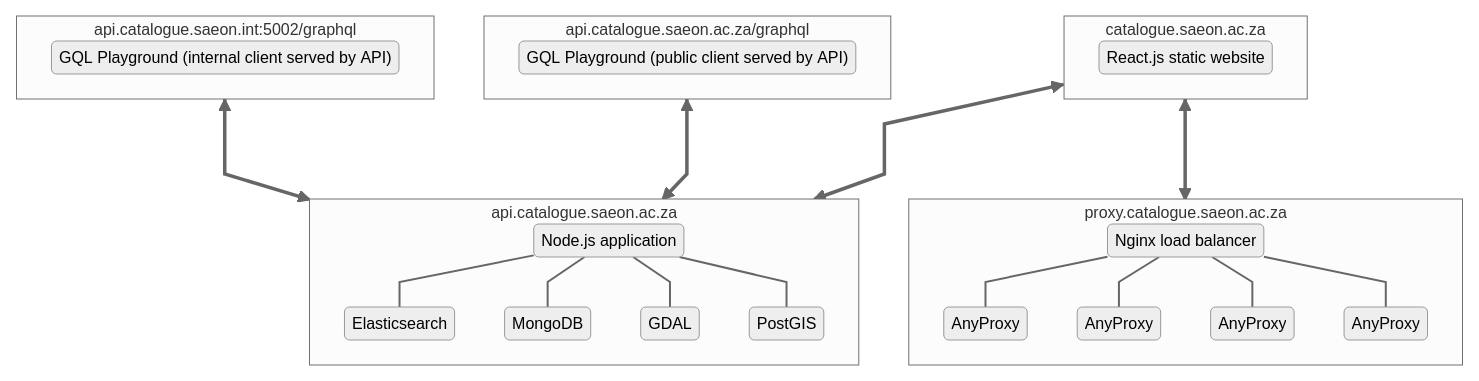 api.catalogue.saeon.int:5002/graphql
GQL Playground (internal client served by API)
api.catalogue.saeon.ac.za/graphql
GQL Playground (public client served by API)
catalogue.saeon.ac.za
React.js static website
api.catalogue.saeon.ac.za
Node.js application
Elasticsearch
MongoDB
GDAL
PostGIS
proxy.catalogue.saeon.ac.za
Nginx load balancer
AnyProxy
AnyProxy
AnyProxy
AnyProxy